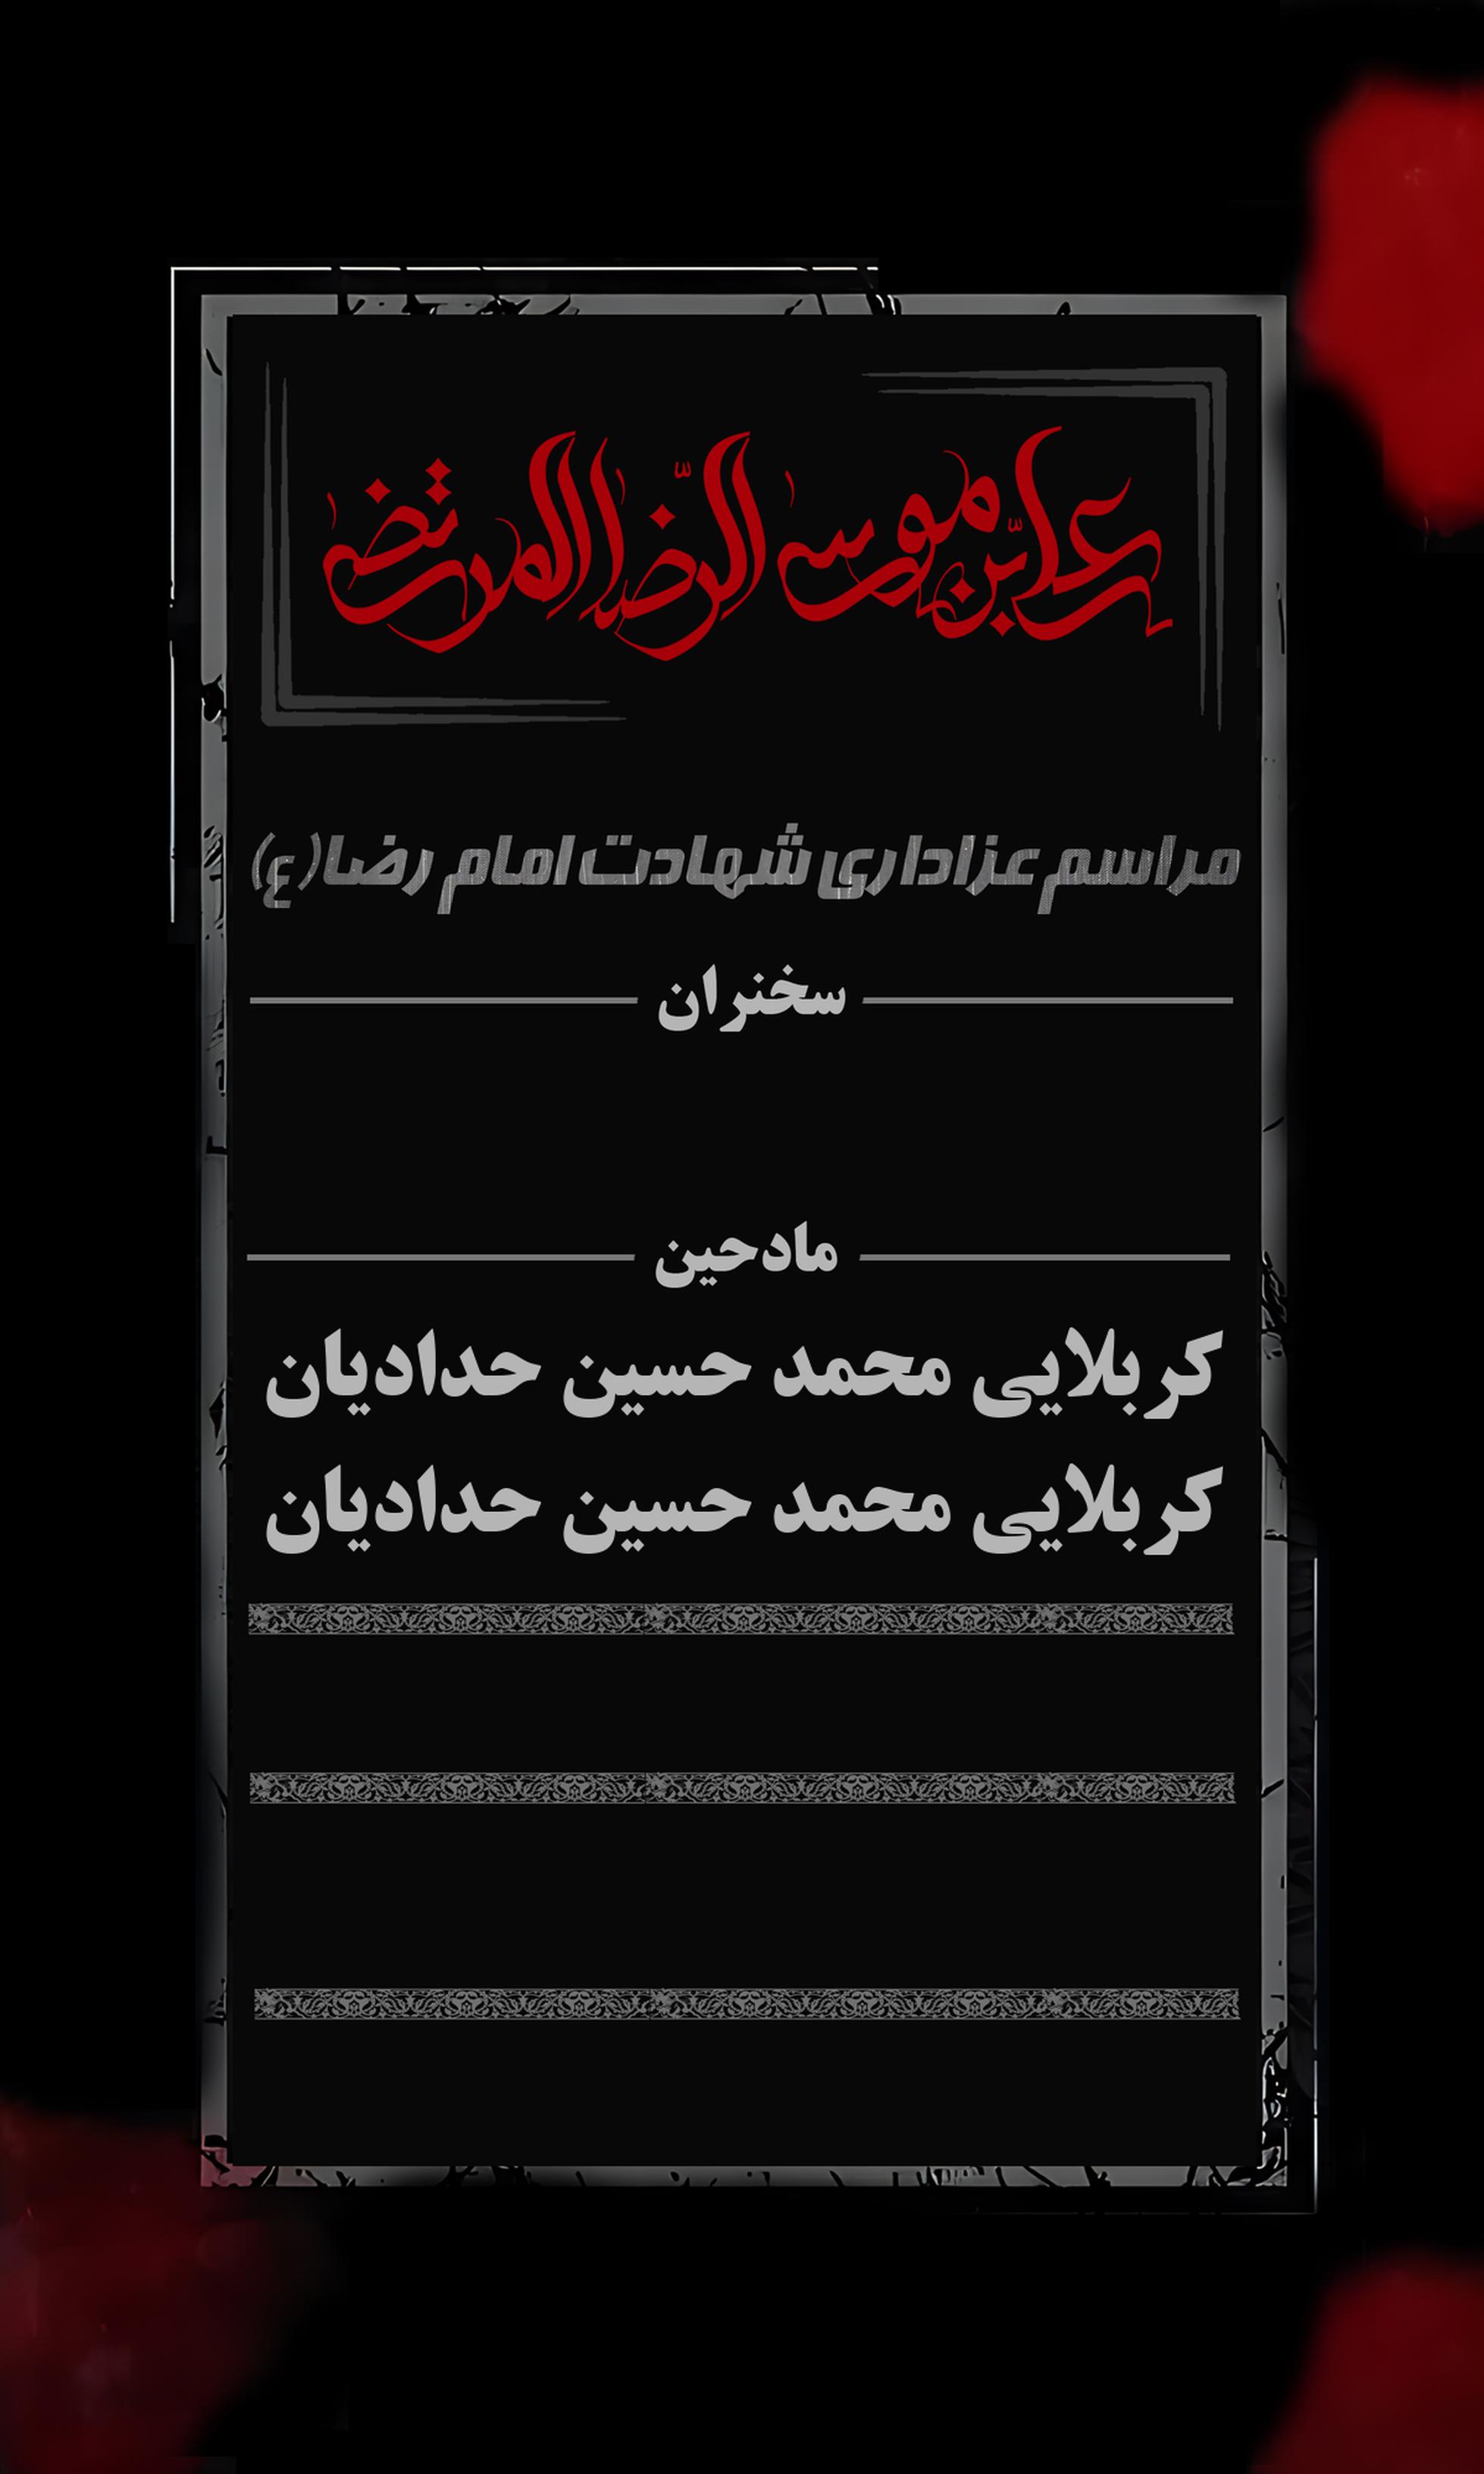 علی ابن موسی الرضا المرتضی
مراسم عزاداری شهادت امام رضا(ع)
سخنران
مادحین
کربلایی محمد حسین حدادیان
کربلایی محمد حسین حدادیان